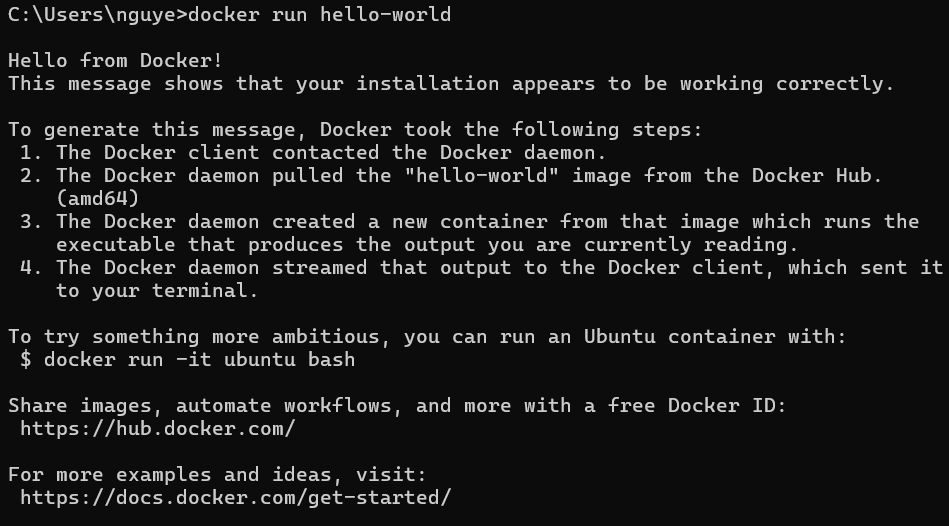 C:\Users\nguye>docker run hello-world
Hello from Docker!
This message shows that your installation appears to be working correctly.
To generate this message, Docker took the following steps:
1. The Docker client contacted the Docker daemon.
2. The Docker daemon pulled the "hello-world" image from the Docker Hub.
(amd64)
3. The Docker daemon created a new container from that image which runs the
executable that produces the output you are currently reading.
4. The Docker daemon streamed that output to the Docker client, which sent it
to your terminal.
To try something more ambitious, you can run an Ubuntu container with:
$ docker run -it ubuntu bash
Share images, automate workflows, and more with a free Docker ID:
https://hub.docker.com/
For more examples and ideas, visit:
https://docs.docker.com/get-started/